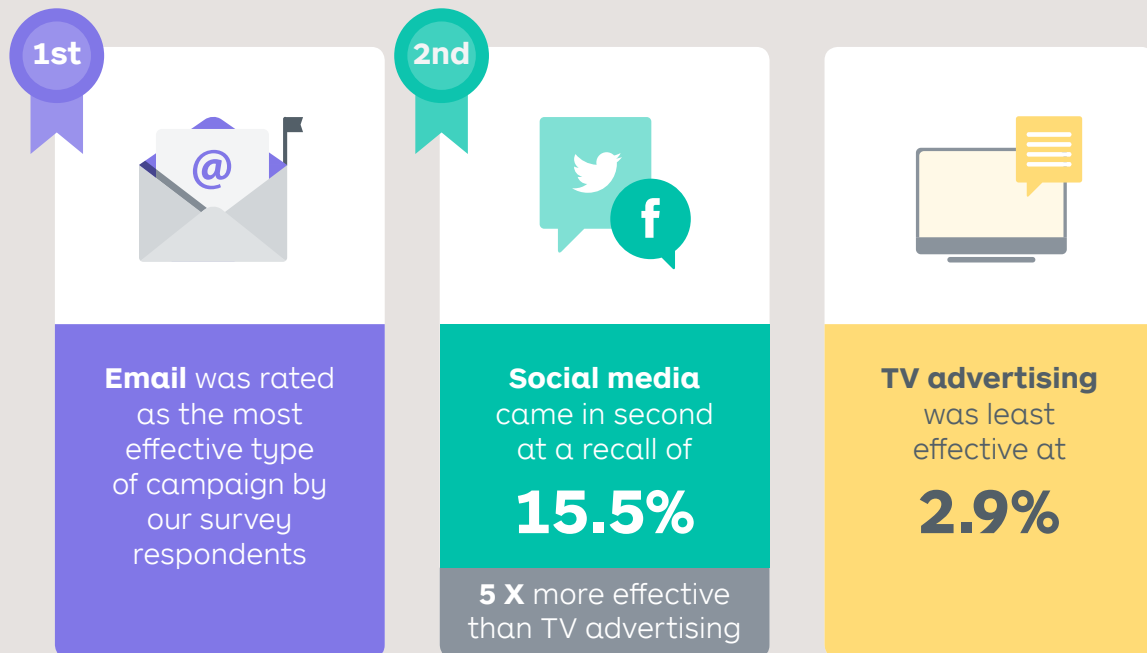 1st
Email was rated
as the most
effective type
of campaign by
our survey
respondents
2nd
Social media
came in second
at a recall of
15.5%
5 X more effective
than TV advertising
TV advertising
was least
effective at
2.9%